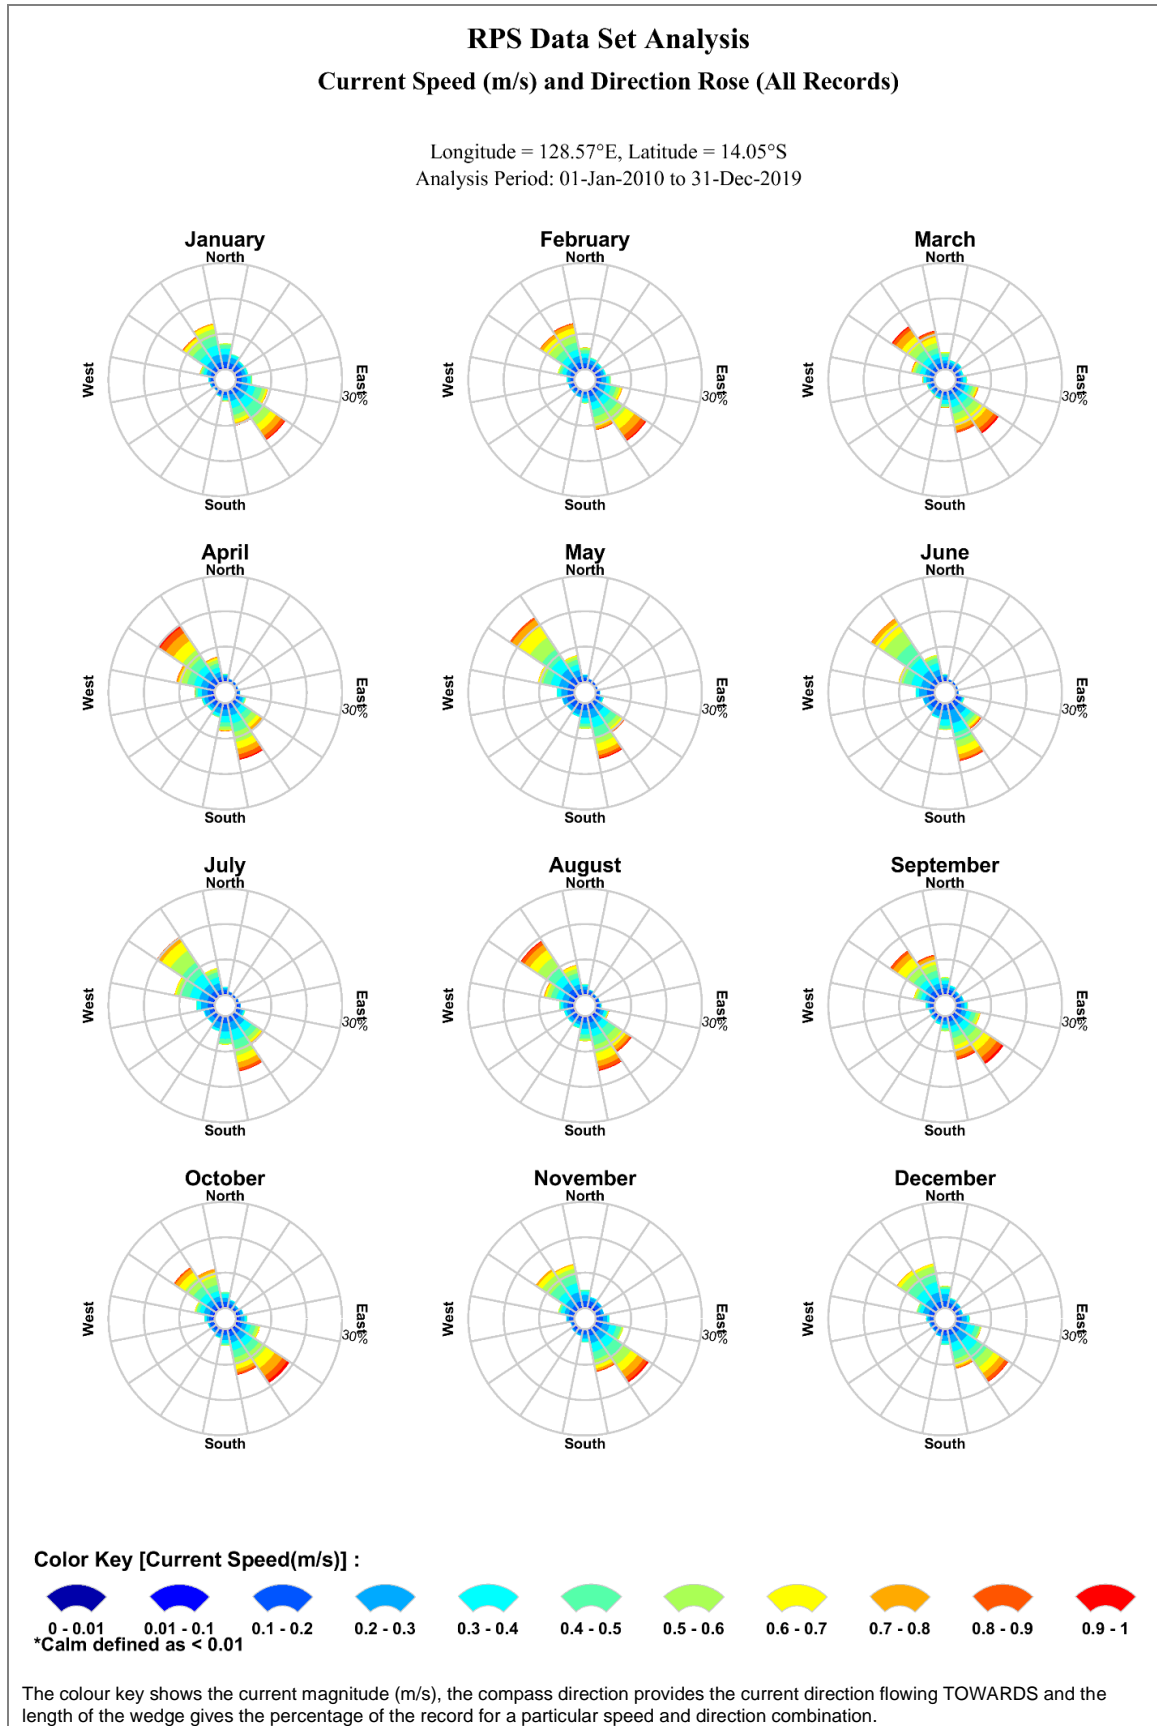 RPS Data Set Analysis
Current Speed (m/s) and Direction Rose (All Records)
Longitude = 128.57°E, Latitude = 14.05°S
Analysis Period: 01-Jan-2010 to 31-Dec-2019
January
North
West
East
30%
South
February
North
West
East
30%
South
March
North
West
East
30%
South
April
North
West
East
30%
South
May
North
West
East
30%
South
June
North
West
East
30%
South
July
North
West
East
30%
South
August
North
West
East
30%
South
September
North
West
East
30%
South
October
North
West
East
30%
South
November
North
West
East
30%
South
December
North
West
East
30%
South
Color Key [Current Speed(m/s)] :
0 - 0.01 0.01 - 0.1 0.1 - 0.2 0.2 - 0.3 0.3 - 0.4 0.4 - 0.5 0.5 - 0.6 0.6 - 0.7 0.7 - 0.8 0.8 - 0.9 0.9 - 1
*Calm defined as < 0.01
The colour key shows the current magnitude (m/s), the compass direction provides the current direction flowing TOWARDS and the
length of the wedge gives the percentage of the record for a particular speed and direction combination.